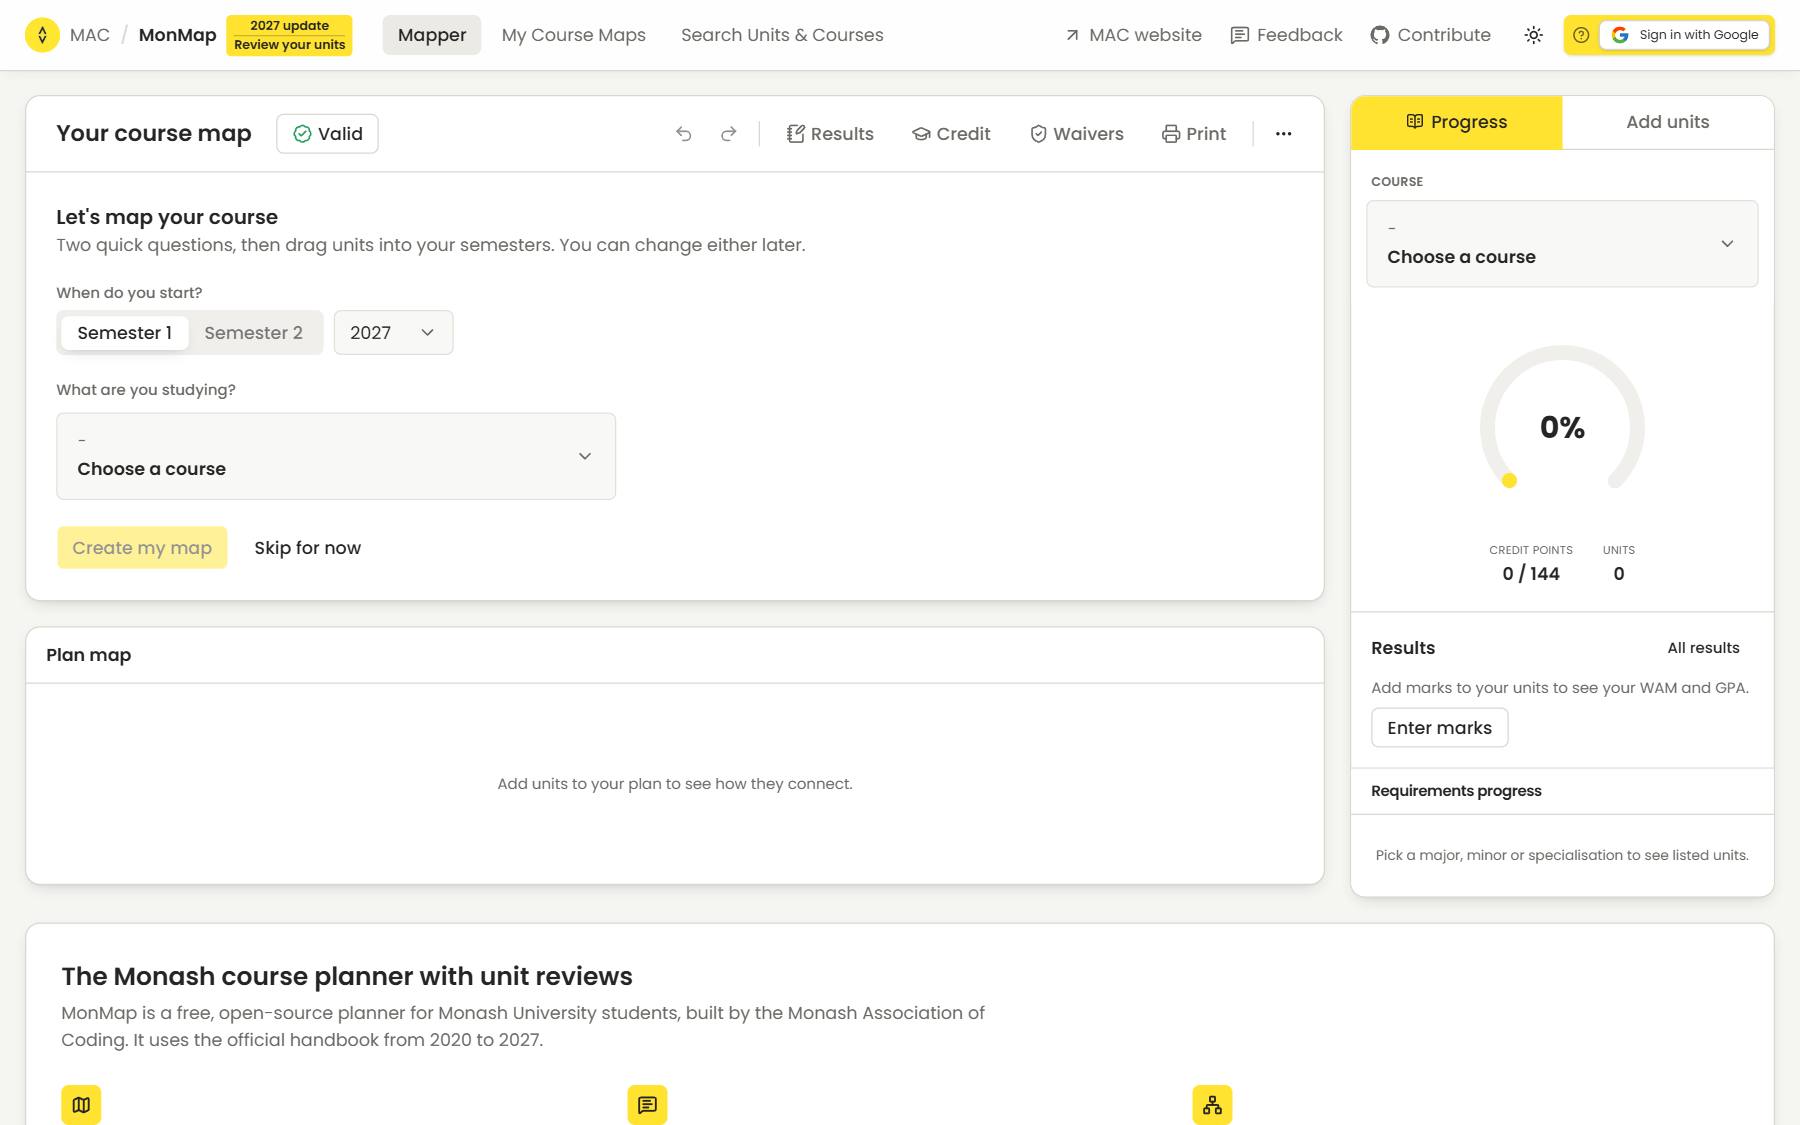 MAC / MonMap
2027 update
Review your units
Mapper
My Course Maps
Search Units & Courses
MAC website
Feedback
Contribute
Sign in with Google
Your course map
Valid
Results
Credit
Waivers
Print
Let's map your course
Two quick questions, then drag units into your semesters. You can change either later.
When do you start?
Semester 1
Semester 2
2027
What are you studying?
-
Choose a course
Create my map
Skip for now
Plan map
Add units to your plan to see how they connect.
Progress
Add units
COURSE
-
Choose a course
0%
CREDIT POINTS
0 / 144
UNITS
0
Results
All results
Add marks to your units to see your WAM and GPA.
Enter marks
Requirements progress
Pick a major, minor or specialisation to see listed units.
The Monash course planner with unit reviews
MonMap is a free, open-source planner for Monash University students, built by the Monash Association of
Coding. It uses the official handbook from 2020 to 2027.